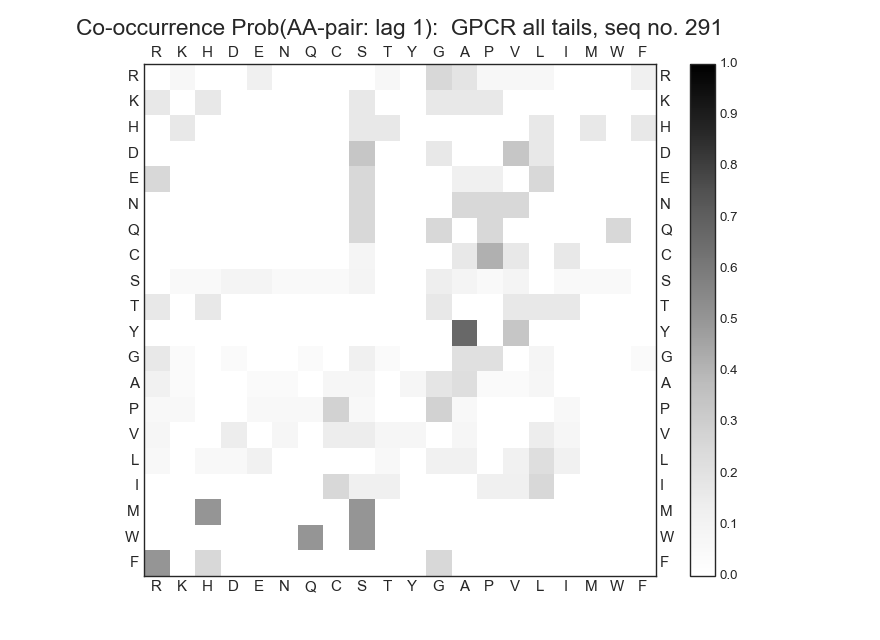 Co-occurrence Prob(AA-pair: lag 1):  GPCR all tails, seq no. 291
R K H D E N Q C S T Y G A P V L I M W F
R R 1.0
K K 0.9
H H
D D 0.8
E E
N N 0.7
Q Q 0.6
C C
S S 0.5
T T
Y Y
G G 0.4
A A
P P 0.3
V V
L L 0.2
I I
M M 0.1
W W
F F 0.0
R K H D E N Q C S T Y G A P V L I M W F